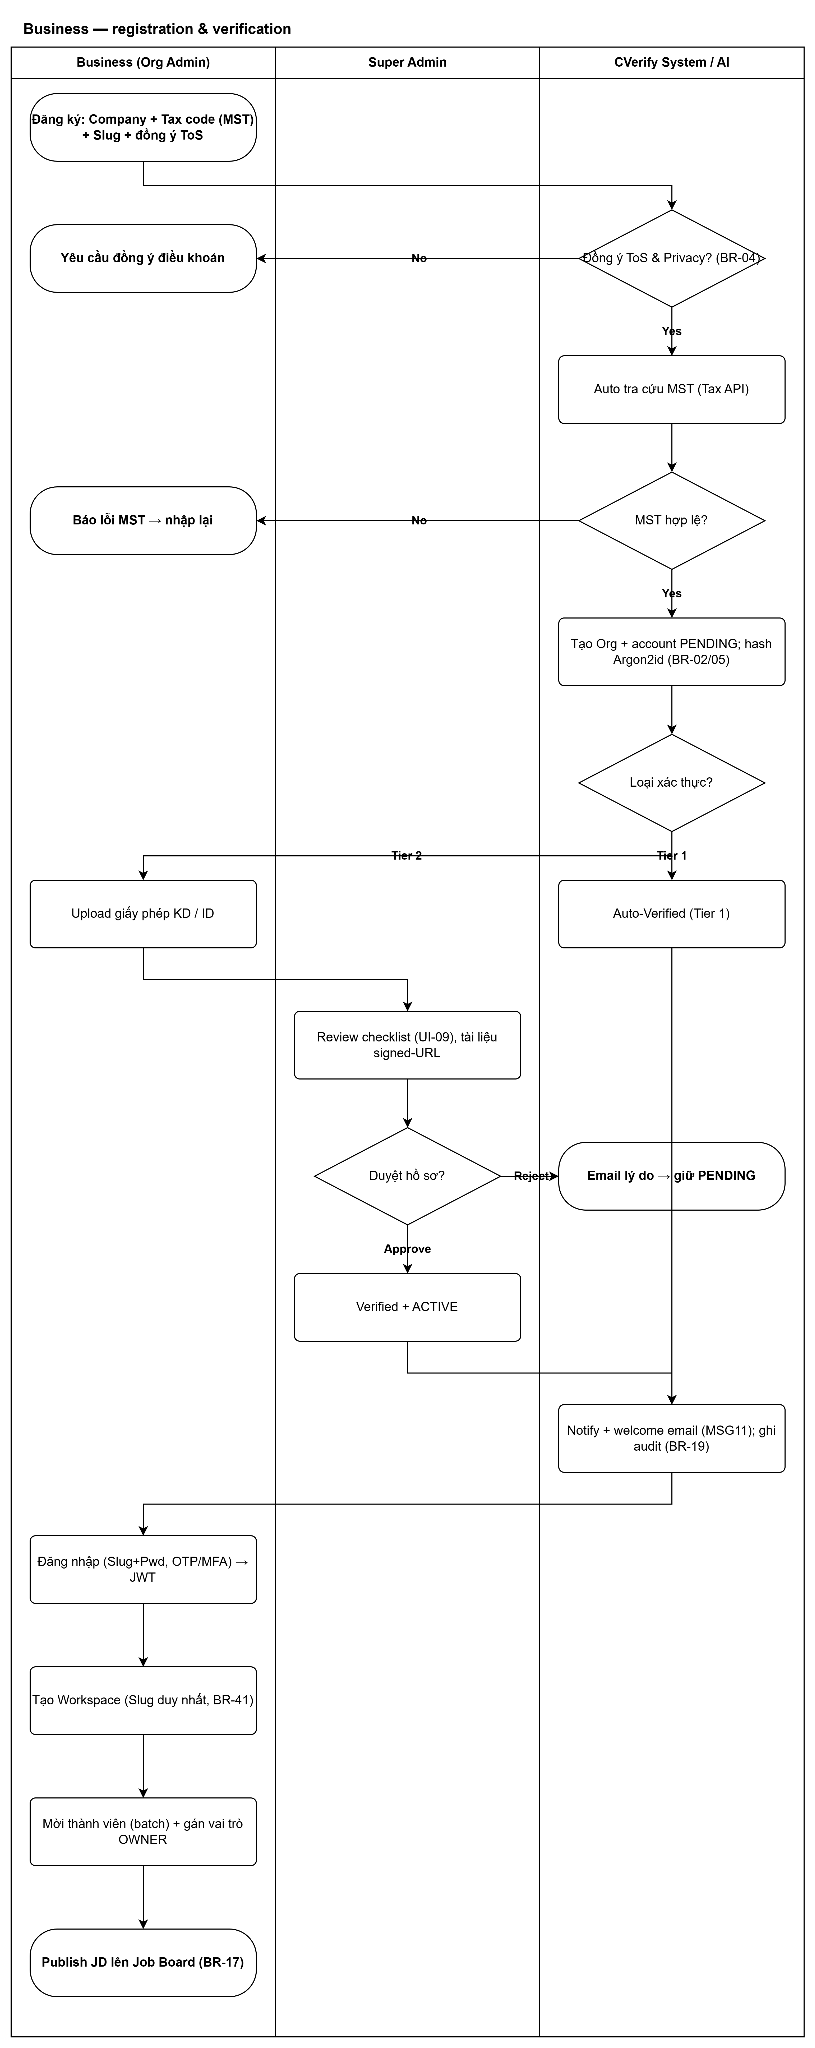 Business — registration & verification
Business (Org Admin)
Super Admin
CVerify System / AI
Đăng ký: Company + Tax code (MST)
+ Slug + đồng ý ToS
Đồng ý ToS & Privacy? (BR-04)
No
Yêu cầu đồng ý điều khoản
Yes
Auto tra cứu MST (Tax API)
MST hợp lệ?
No
Báo lỗi MST → nhập lại
Yes
Tạo Org + account PENDING; hash
Argon2id (BR-02/05)
Loại xác thực?
Tier 2
Tier 1
Upload giấy phép KD / ID
Auto-Verified (Tier 1)
Review checklist (UI-09), tài liệu
signed-URL
Duyệt hồ sơ?
Reject
Email lý do → giữ PENDING
Approve
Verified + ACTIVE
Notify + welcome email (MSG11); ghi
audit (BR-19)
Đăng nhập (Slug+Pwd, OTP/MFA) →
JWT
Tạo Workspace (Slug duy nhất, BR-41)
Mời thành viên (batch) + gán vai trò
OWNER
Publish JD lên Job Board (BR-17)